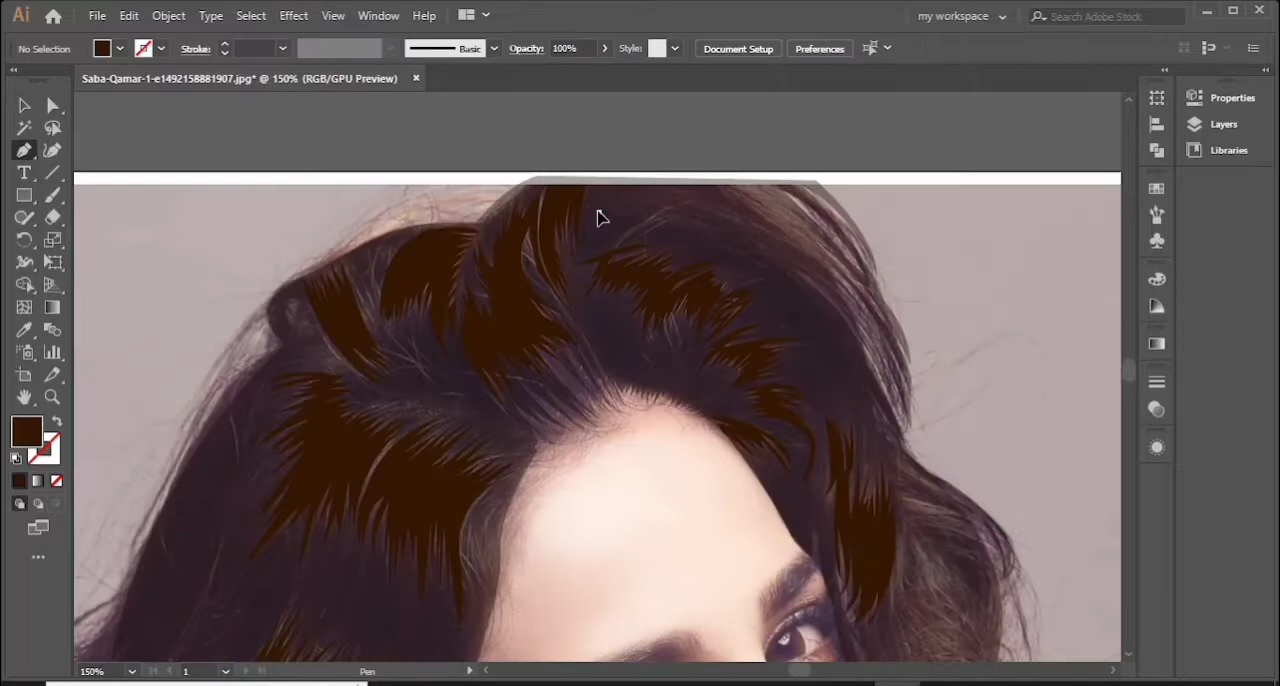 Ai File Edit Object Type Select Effect View Window Help my workspace Search Adobe Stock
No Selection Stroke: Basic Opacity: 100% Style: Document Setup Preferences
Saba-Qamar-1-e1492158881907.jpg* @ 150% (RGB/GPU Preview)
Properties
Layers
Libraries
150% 1 Pen